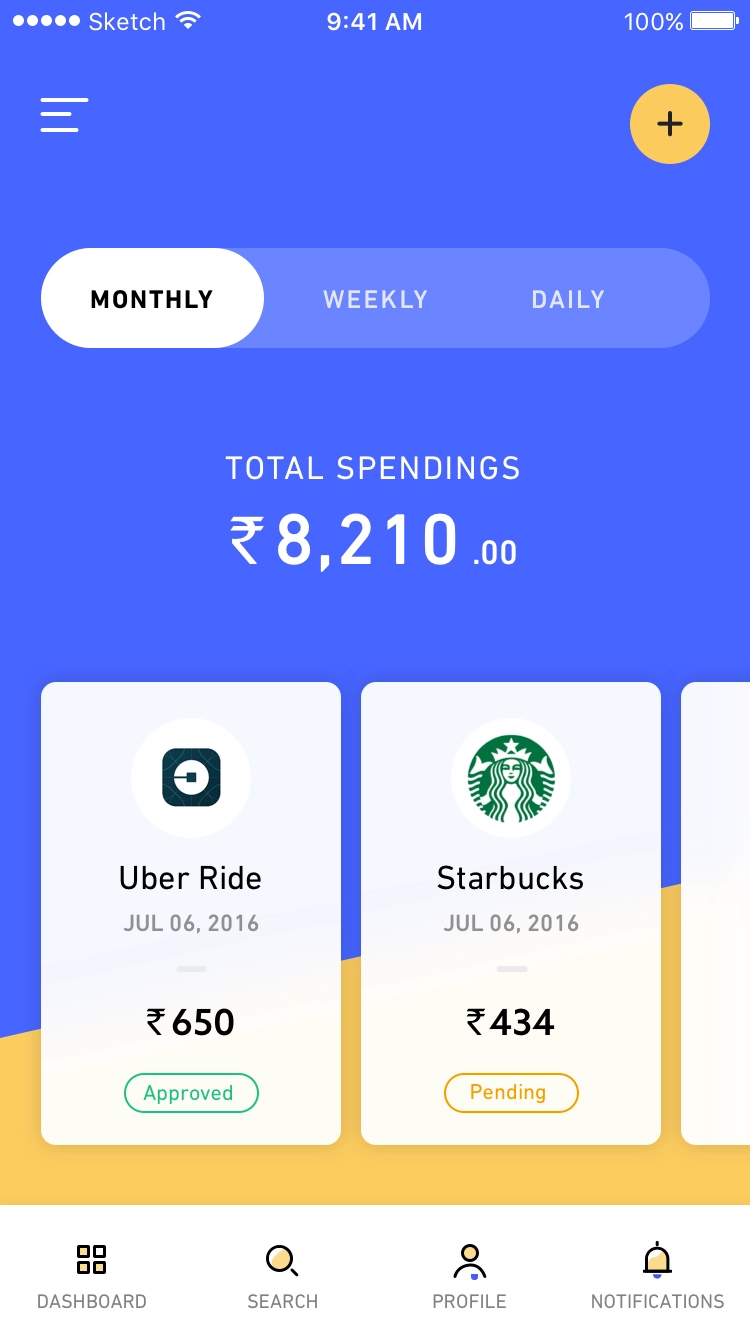 Sketch 9:41 AM 100%
MONTHLY WEEKLY DAILY
TOTAL SPENDINGS
₹8,210.00
Uber Ride
JUL 06, 2016
₹650
Approved
Starbucks
JUL 06, 2016
₹434
Pending
DASHBOARD SEARCH PROFILE NOTIFICATIONS